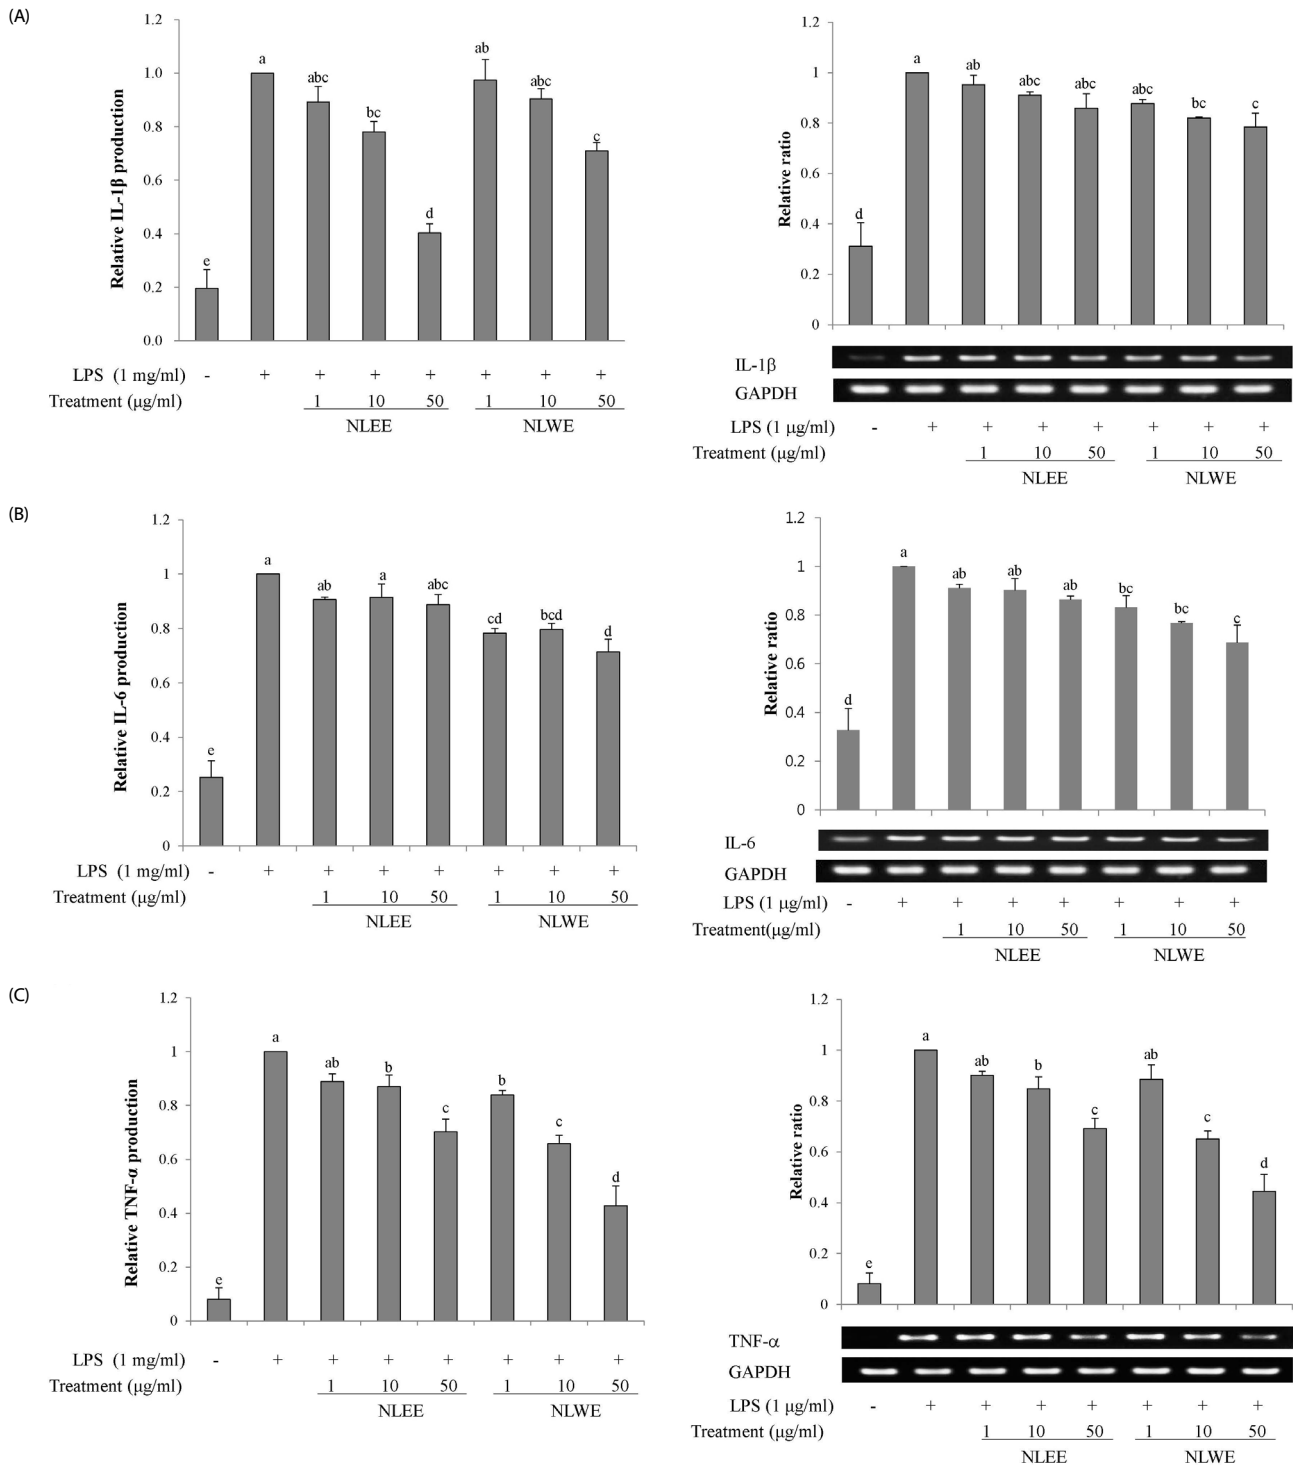 (A)
1.2
1.0
0.8
0.6
0.4
0.2
0.0
Relative IL-1β production
e a abc bc d ab abc c
LPS (1 mg/ml) - + + + + + + +
Treatment (μg/ml) 1 10 50 1 10 50
NLEE NLWE
1.2
1
0.8
0.6
0.4
0.2
0
Relative ratio
d a ab abc abc abc bc c
IL-1β
GAPDH
LPS (1 μg/ml) - + + + + + + +
Treatment (μg/ml) 1 10 50 1 10 50
NLEE NLWE
(B)
1.2
1
0.8
0.6
0.4
0.2
0
Relative IL-6 production
e a ab a abc cd bcd d
LPS (1 mg/ml) - + + + + + + +
Treatment (μg/ml) 1 10 50 1 10 50
NLEE NLWE
1.2
1
0.8
0.6
0.4
0.2
0
Relative ratio
d a ab ab ab bc bc c
IL-6
GAPDH
LPS (1 μg/ml) - + + + + + + +
Treatment(μg/ml) 1 10 50 1 10 50
NLEE NLWE
(C)
1.2
1
0.8
0.6
0.4
0.2
0
Relative TNF-α production
e a ab b c b c d
LPS (1 mg/ml) - + + + + + + +
Treatment (μg/ml) 1 10 50 1 10 50
NLEE NLWE
1.2
1
0.8
0.6
0.4
0.2
0
Relative ratio
e a ab b c ab c d
TNF-α
GAPDH
LPS (1 μg/ml) - + + + + + + +
Treatment (μg/ml) 1 10 50 1 10 50
NLEE NLWE